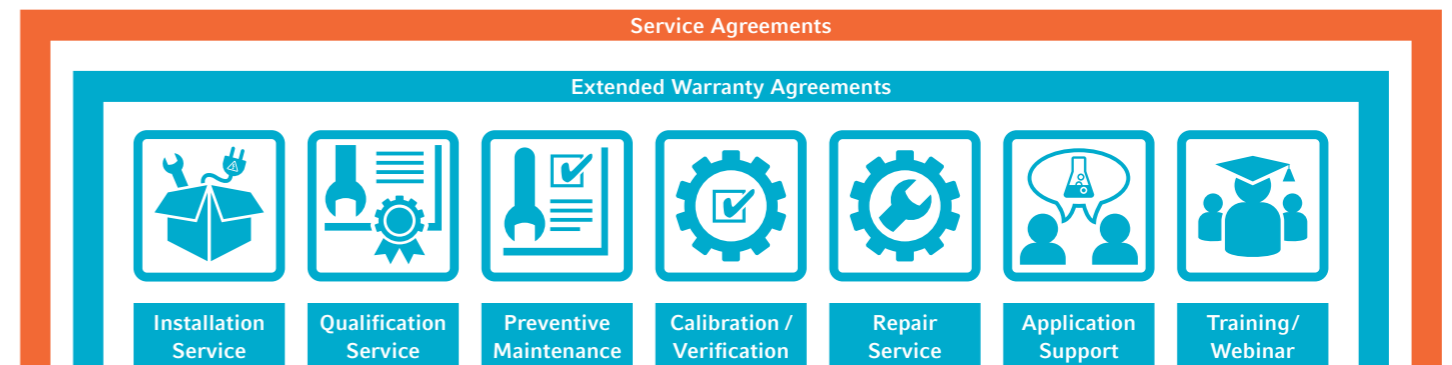 Service Agreements
Extended Warranty Agreements
Installation
Service
Qualification
Service
Preventive
Maintenance
Calibration /
Verification
Repair
Service
Application
Support
Training/
Webinar